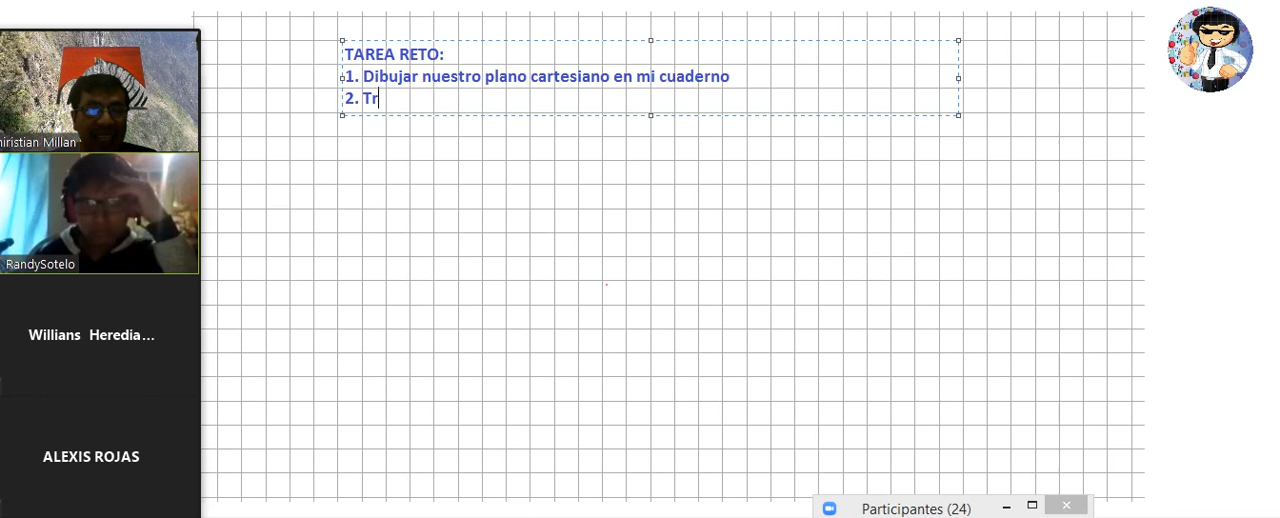 TAREA RETO:
1. Dibujar nuestro plano cartesiano en mi cuaderno
2. Tr
hiristian Millan
RandySotelo
Willians Heredia...
ALEXIS ROJAS
Participantes (24)